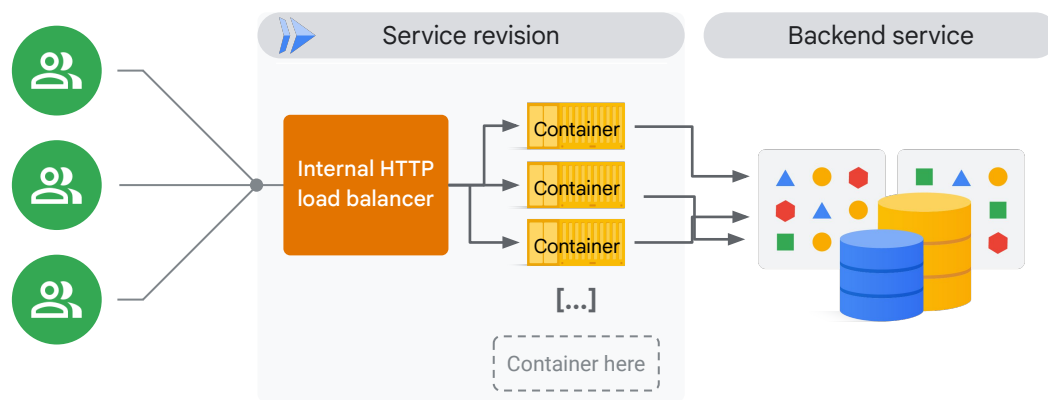 Service revision
Backend service
Internal HTTP
load balancer
Container
Container
Container
[...]
Container here